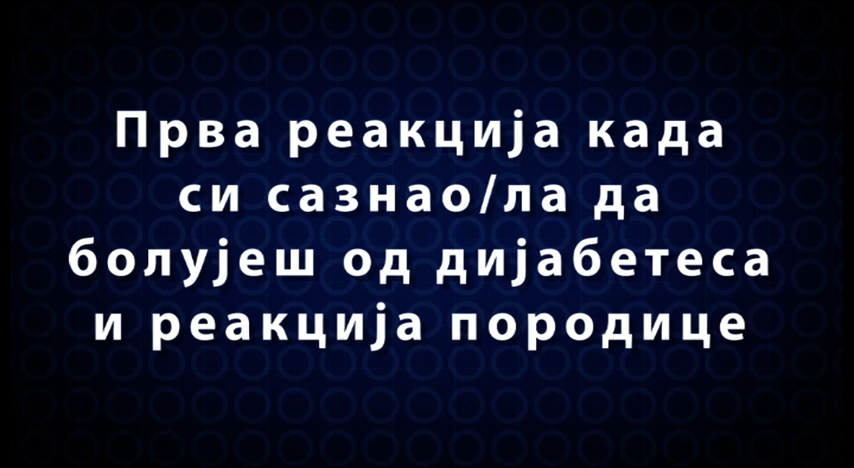 Прва реакција када
си сазнао/ла да
болујеш од дијабетеса
и реакција породице